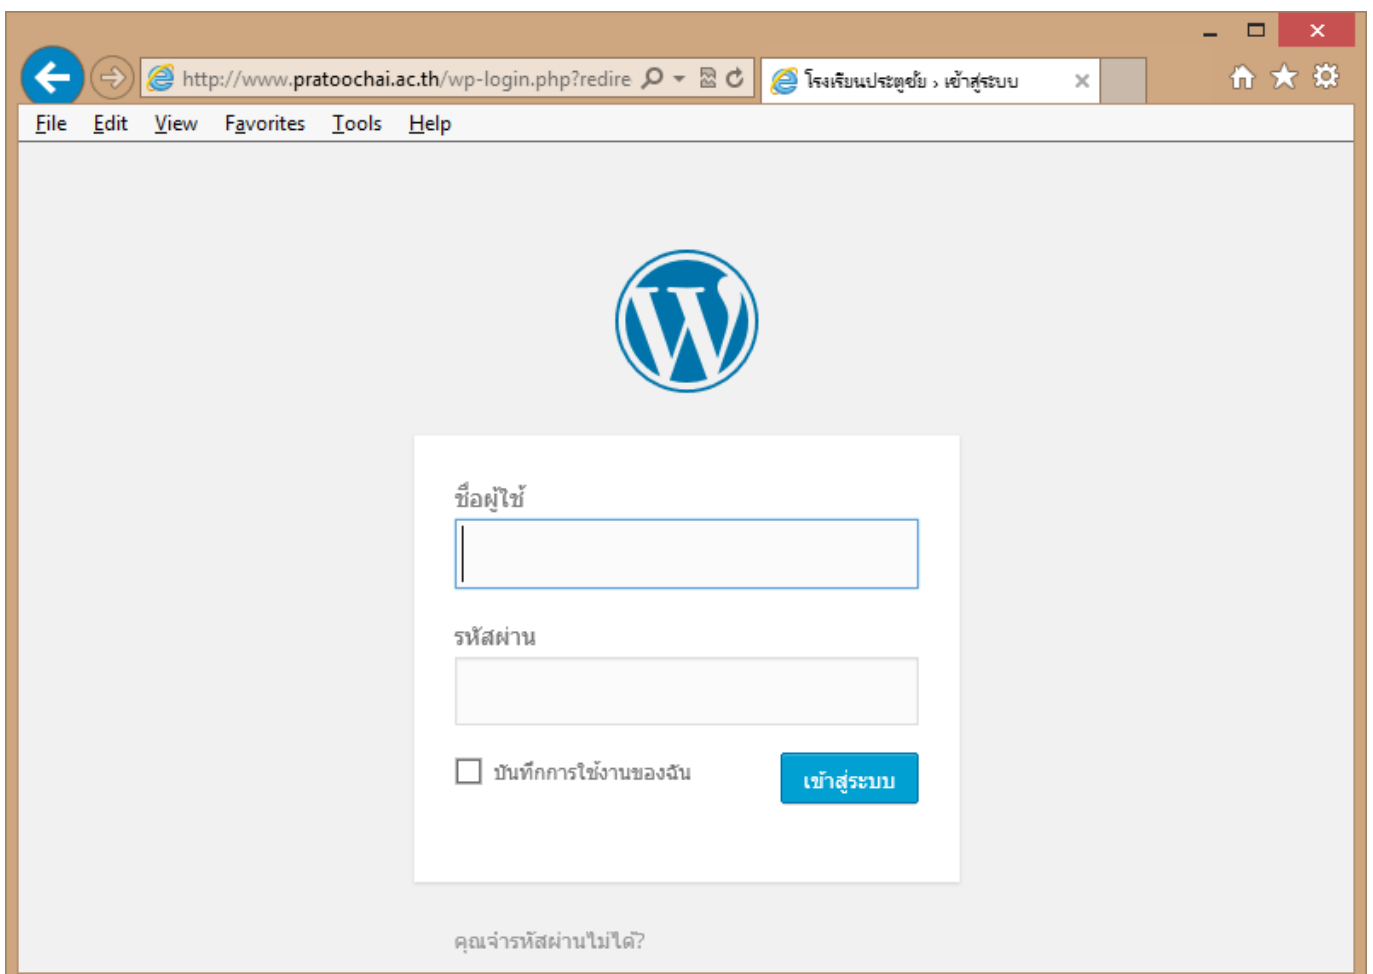 http://www.pratoochai.ac.th/wp-login.php?redire
โรงเรียนประตูชัย › เข้าสู่ระบบ
File Edit View Favorites Tools Help
ชื่อผู้ใช้
รหัสผ่าน
บันทึกการใช้งานของฉัน
เข้าสู่ระบบ
คุณจำรหัสผ่านไม่ได้?